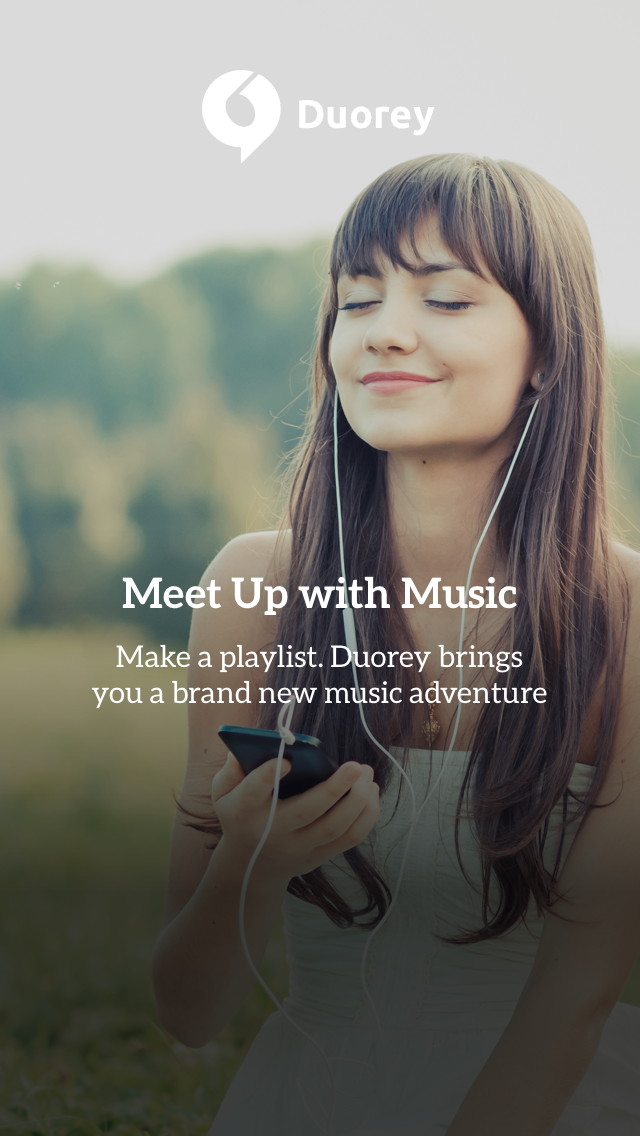 Duorey
Meet Up with Music
Make a playlist. Duorey brings
you a brand new music adventure